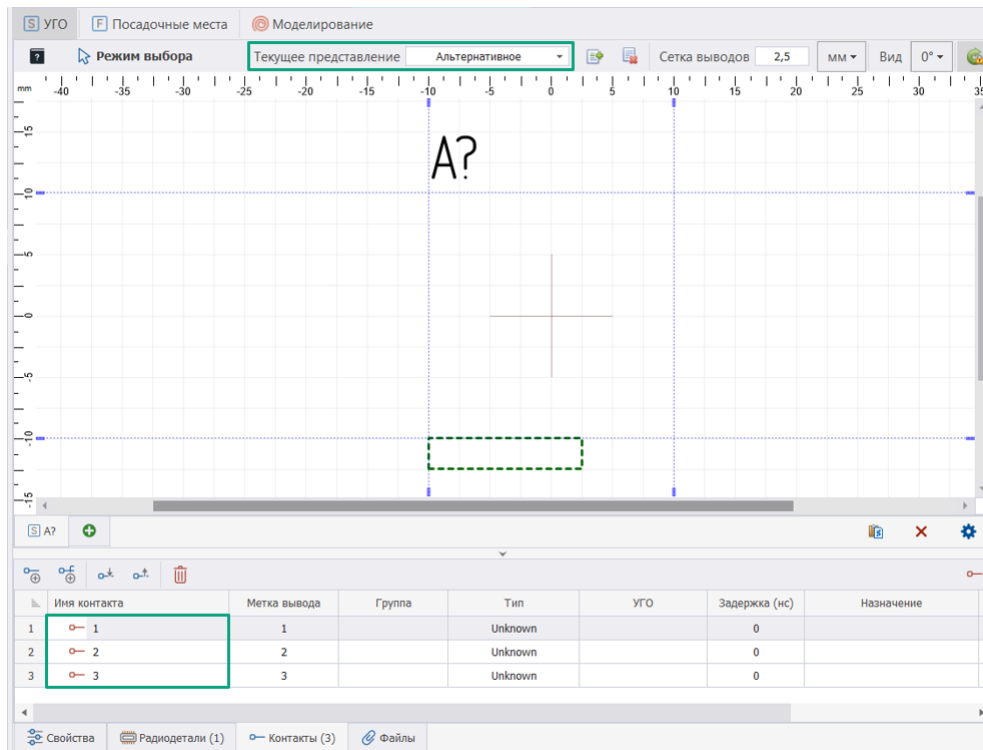 S УГО F Посадочные места Моделирование
? Режим выбора Текущее представление Альтернативное Сетка выводов 2,5 мм Вид 0°
mm -40 -35 -30 -25 -20 -15 -10 -5 0 5 10 15 20 25 30 35
15
A?
10
5
0
-5
-10
-15
S A?
Имя контакта Метка вывода Группа Тип УГО Задержка (нс) Назначение
1 1 1 Unknown 0
2 2 2 Unknown 0
3 3 3 Unknown 0
Свойства Радиодетали (1) Контакты (3) Файлы